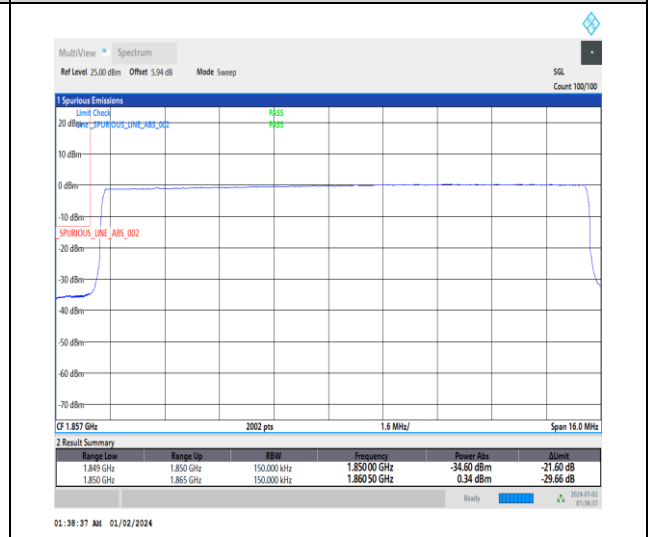 MultiView Spectrum
Ref Level 25.00 dBm Offset 5.94 dB Mode Sweep SGL
Count 100/100
1 Spurious Emissions
Limit Check PASS
20 dBm Line _SPURIOUS_LINE_ABS_002 PASS
10 dBm
0 dBm
-10 dBm
_SPURIOUS_LINE_ABS_002
-20 dBm
-30 dBm
-40 dBm
-50 dBm
-60 dBm
-70 dBm
CF 1.857 GHz 2002 pts 1.6 MHz/ Span 16.0 MHz
2 Result Summary
Range Low Range Up RBW Frequency Power Abs ΔLimit
1.849 GHz 1.850 GHz 150.000 kHz 1.85000 GHz -34.60 dBm -21.60 dB
1.850 GHz 1.865 GHz 150.000 kHz 1.86050 GHz 0.34 dBm -29.66 dB
Ready 2024-01-02
01:38:37
01:38:37 AM 01/02/2024